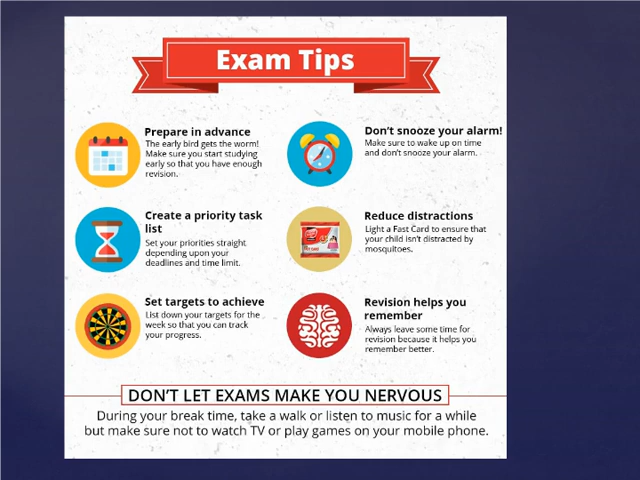 Exam Tips
Prepare in advance
The early bird gets the worm!
Make sure you start studying
early so that you have enough
revision.
Don't snooze your alarm!
Make sure to wake up on time
and don't snooze your alarm.
Create a priority task
list
Set your priorities straight
depending upon your
deadlines and time limit.
Reduce distractions
Light a Fast Card to ensure that
your child isn't distracted by
mosquitoes.
Set targets to achieve
List down your targets for the
week so that you can track
your progress.
Revision helps you
remember
Always leave some time for
revision because it helps you
remember better.
DON'T LET EXAMS MAKE YOU NERVOUS
During your break time, take a walk or listen to music for a while
but make sure not to watch TV or play games on your mobile phone.